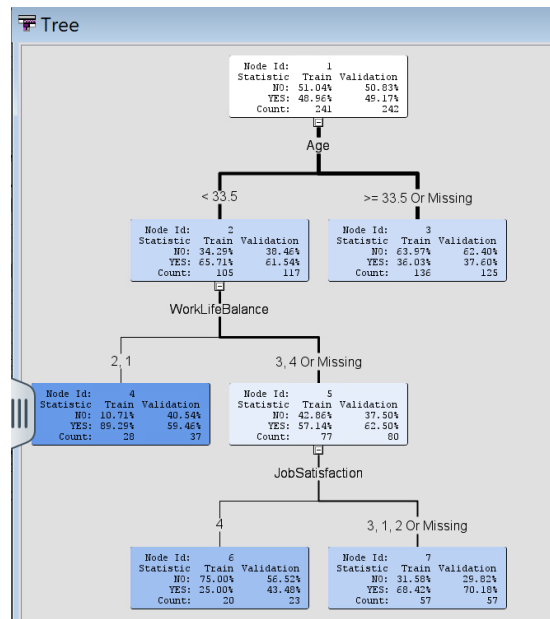 Tree
Node Id: 1
Statistic Train Validation
NO: 51.04% 50.83%
YES: 48.96% 49.17%
Count: 241 242
Age
< 33.5
>= 33.5 Or Missing
Node Id: 2
Statistic Train Validation
NO: 34.29% 38.46%
YES: 65.71% 61.54%
Count: 105 117
Node Id: 3
Statistic Train Validation
NO: 63.97% 62.40%
YES: 36.03% 37.60%
Count: 136 125
WorkLifeBalance
2, 1
3, 4 Or Missing
Node Id: 4
Statistic Train Validation
NO: 10.71% 40.54%
YES: 89.29% 59.46%
Count: 28 37
Node Id: 5
Statistic Train Validation
NO: 42.86% 37.50%
YES: 57.14% 62.50%
Count: 77 80
JobSatisfaction
4
3, 1, 2 Or Missing
Node Id: 6
Statistic Train Validation
NO: 75.00% 56.52%
YES: 25.00% 43.48%
Count: 20 23
Node Id: 7
Statistic Train Validation
NO: 31.58% 29.82%
YES: 68.42% 70.18%
Count: 57 57